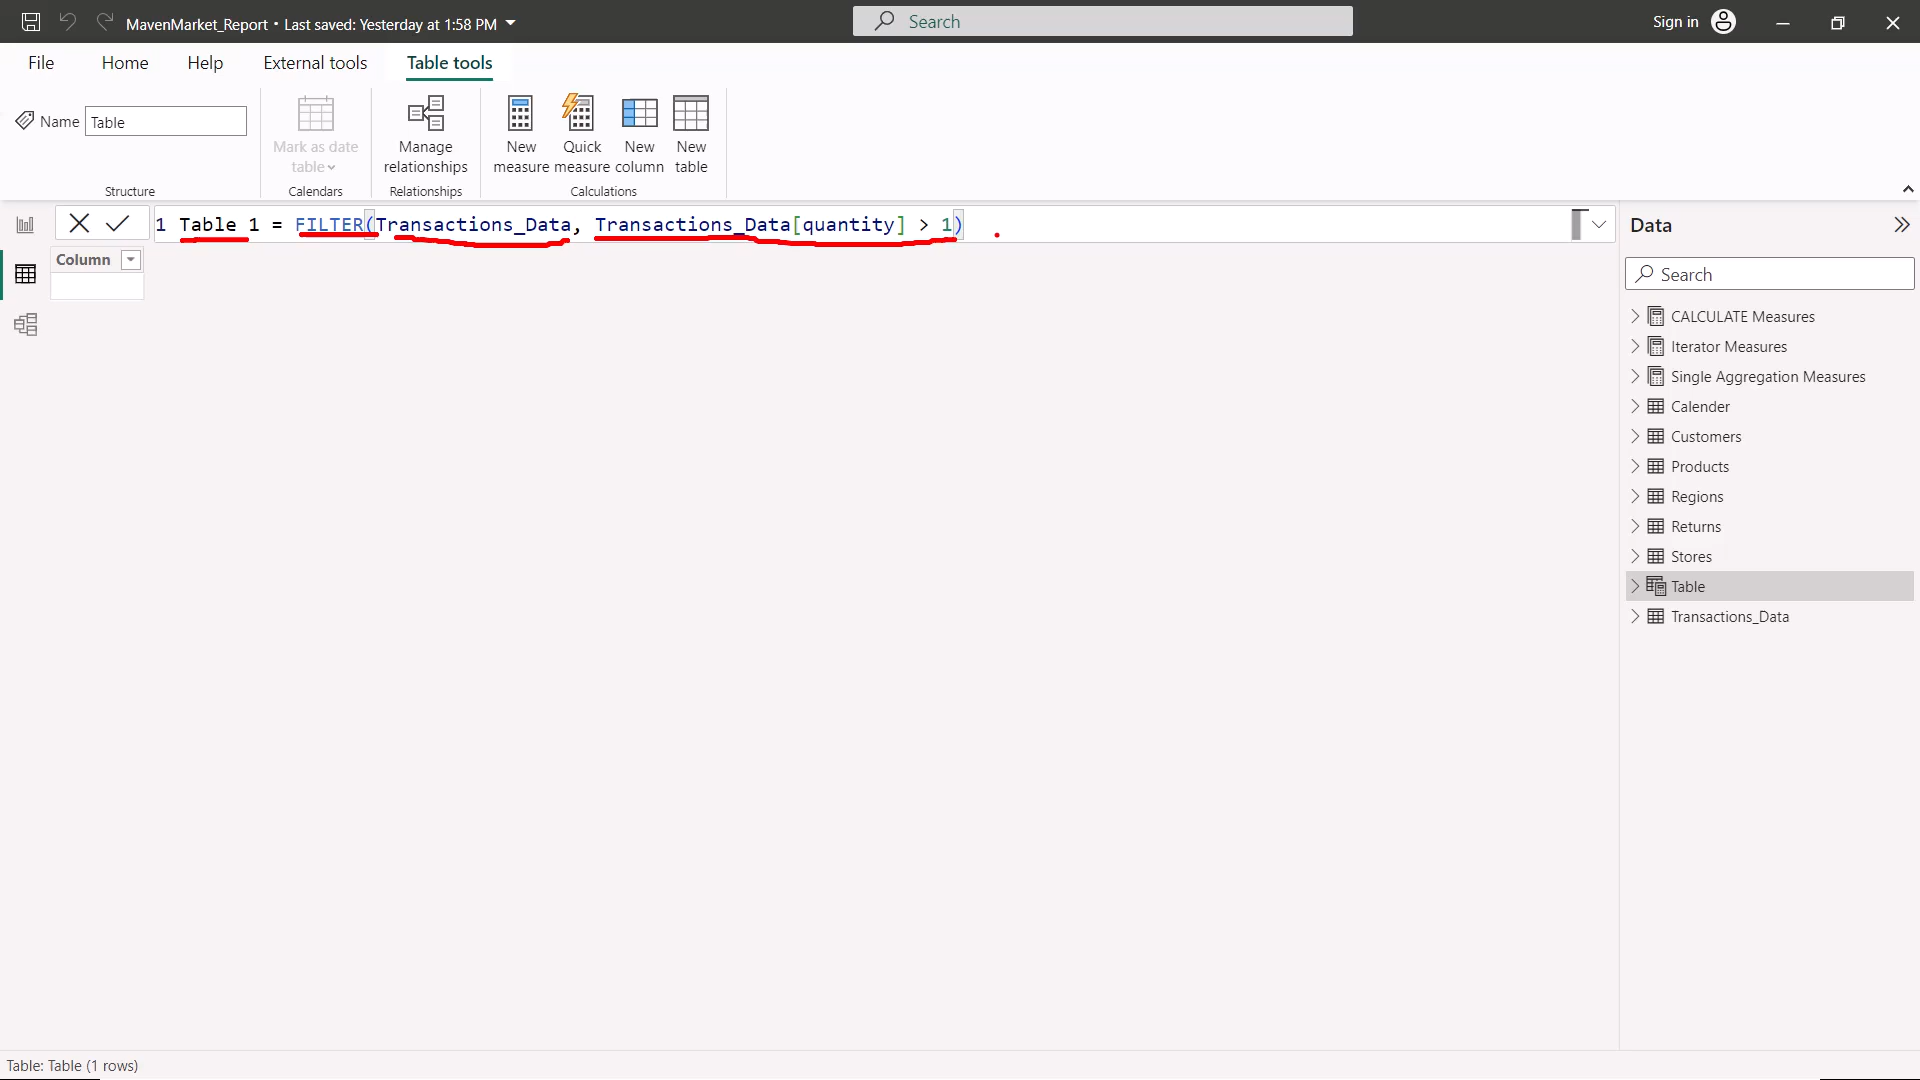 MavenMarket_Report • Last saved: Yesterday at 1:58 PM
Search
Sign in
File Home Help External tools Table tools
Name Table
Structure
Mark as date table
Calendars
Manage relationships
Relationships
New measure
Quick measure
New column
New table
Calculations
1 Table 1 = FILTER(Transactions_Data, Transactions_Data[quantity] > 1)
Column
Data
Search
CALCULATE Measures
Iterator Measures
Single Aggregation Measures
Calender
Customers
Products
Regions
Returns
Stores
Table
Transactions_Data
Table: Table (1 rows)